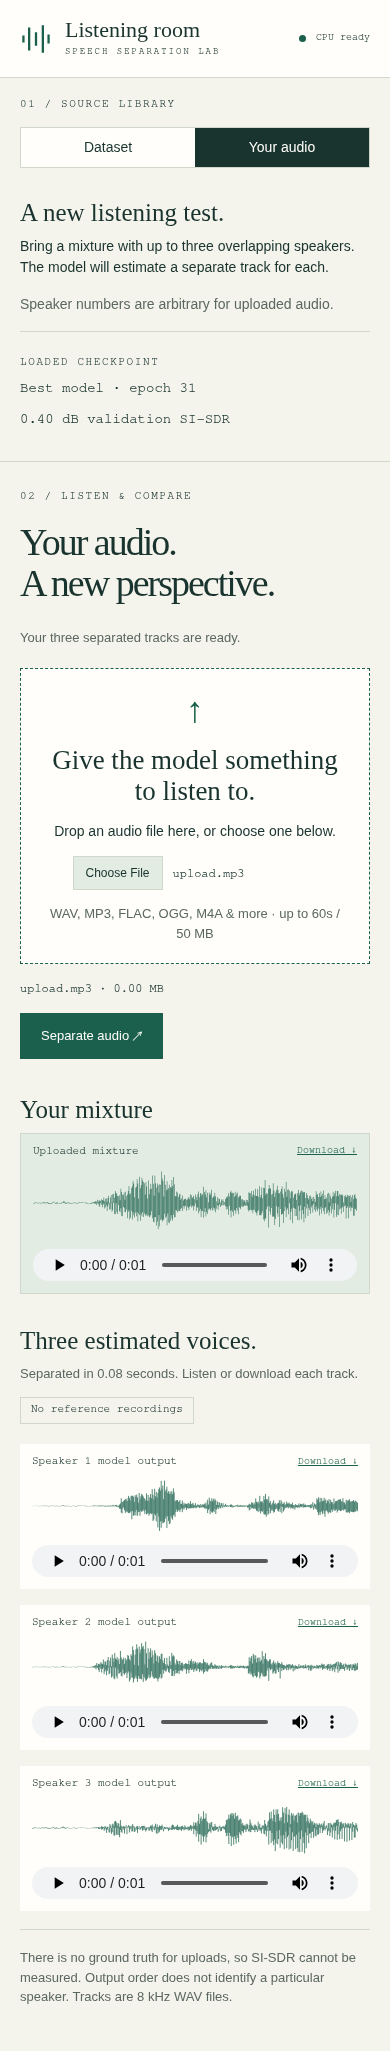 Listening room
SPEECH SEPARATION LAB
CPU ready
01 / SOURCE LIBRARY
Dataset
Your audio
A new listening test.
Bring a mixture with up to three overlapping speakers.
The model will estimate a separate track for each.
Speaker numbers are arbitrary for uploaded audio.
LOADED CHECKPOINT
Best model · epoch 31
0.40 dB validation SI-SDR
02 / LISTEN & COMPARE
Your audio.
A new perspective.
Your three separated tracks are ready.
↑
Give the model something
to listen to.
Drop an audio file here, or choose one below.
Choose File upload.mp3
WAV, MP3, FLAC, OGG, M4A & more · up to 60s /
50 MB
upload.mp3 · 0.00 MB
Separate audio ↗
Your mixture
Uploaded mixture
Download ↓
0:00 / 0:01
Three estimated voices.
Separated in 0.08 seconds. Listen or download each track.
No reference recordings
Speaker 1 model output
Download ↓
0:00 / 0:01
Speaker 2 model output
Download ↓
0:00 / 0:01
Speaker 3 model output
Download ↓
0:00 / 0:01
There is no ground truth for uploads, so SI-SDR cannot be
measured. Output order does not identify a particular
speaker. Tracks are 8 kHz WAV files.